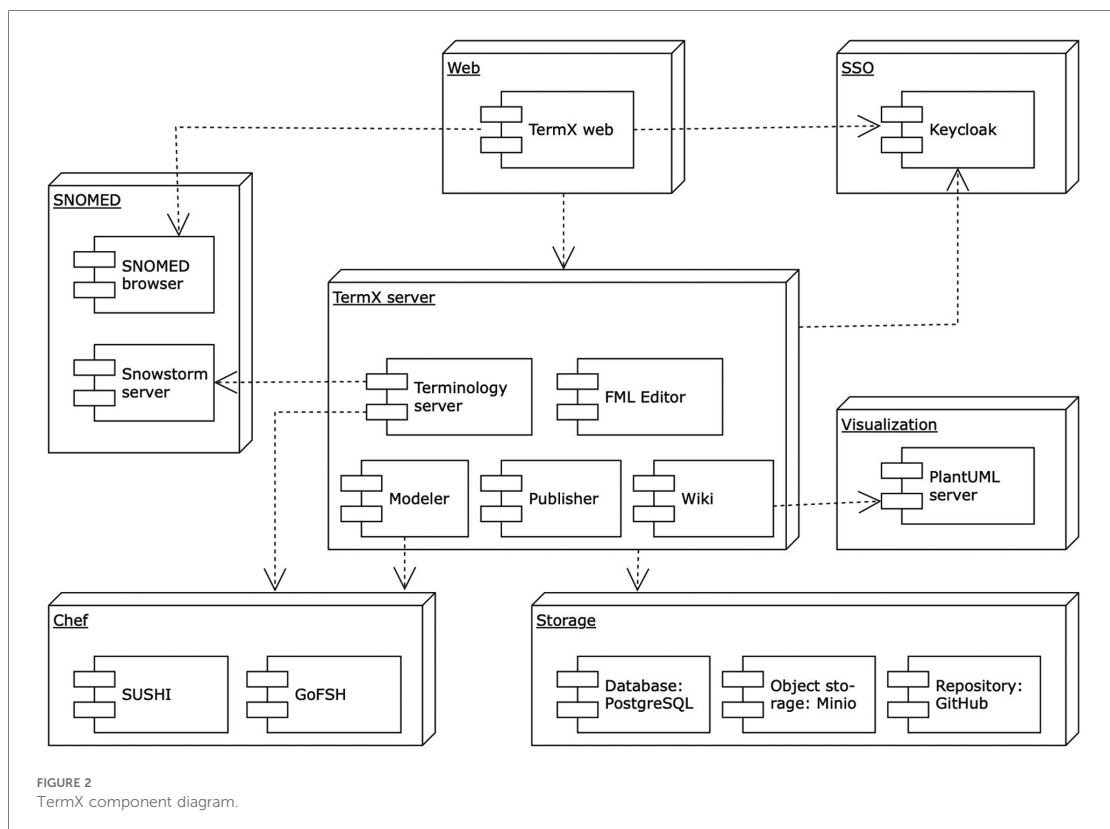 Web
TermX web
SSO
Keycloak
SNOMED
SNOMED
browser
Snowstorm
server
TermX server
Terminology
server
FML Editor
Modeler
Publisher
Wiki
Visualization
PlantUML
server
Chef
SUSHI
GoFSH
Storage
Database:
PostgreSQL
Object sto-
rage: Minio
Repository:
GitHub
FIGURE 2
TermX component diagram.